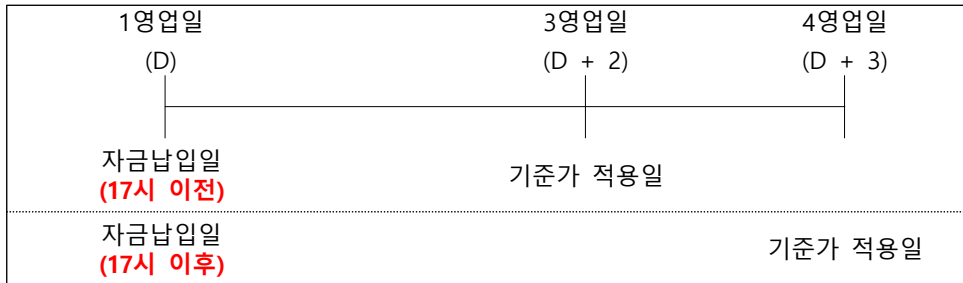 1영업일 3영업일 4영업일
(D) (D + 2) (D + 3)
자금납입일
(17시 이전)
기준가 적용일
자금납입일
(17시 이후)
기준가 적용일